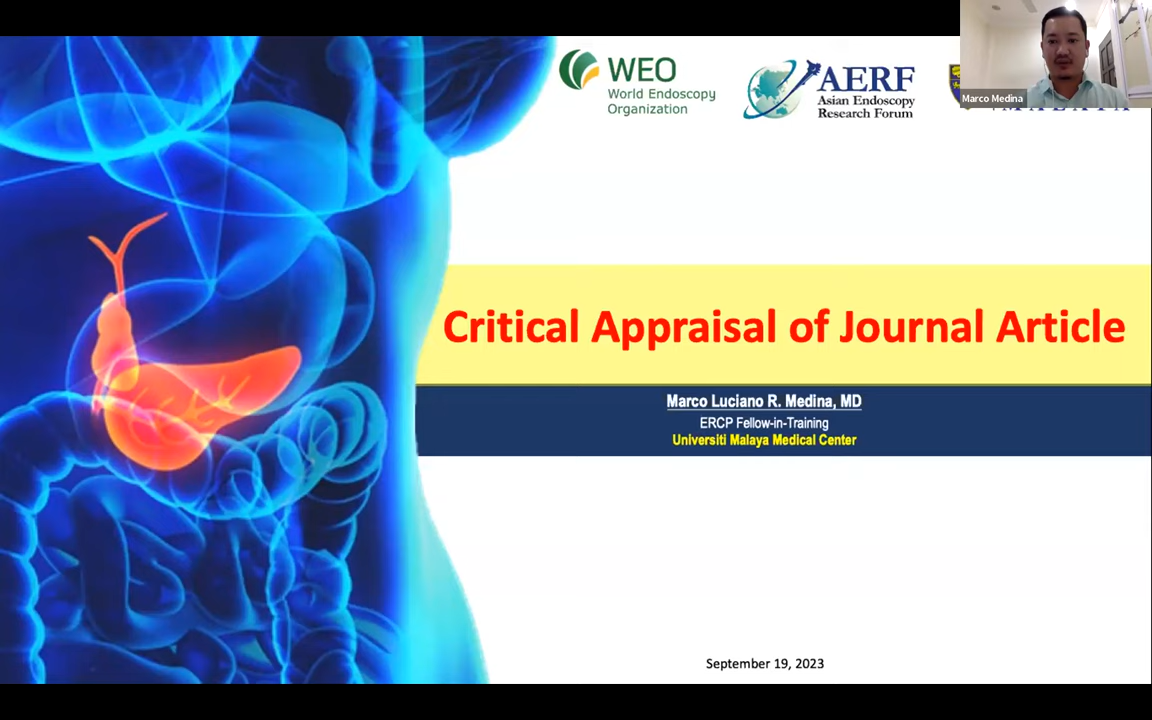 WEO
World Endoscopy
Organization
AERF
Asian Endoscopy
Research Forum
Marco Medina
Critical Appraisal of Journal Article
Marco Luciano R. Medina, MD
ERCP Fellow-in-Training
Universiti Malaya Medical Center
September 19, 2023